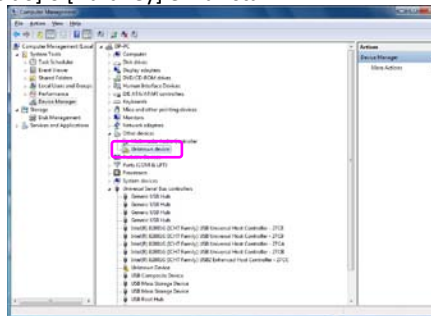 Computer Management
File Action View Help
Computer Management (Local
System Tools
Task Scheduler
Event Viewer
Shared Folders
Local Users and Groups
Performance
Device Manager
Storage
Disk Management
Services and Applications
Computer
Disk drives
Display adapters
DVD/CD-ROM drives
Human Interface Devices
IDE ATA/ATAPI controllers
Keyboards
Mice and other pointing devices
Monitors
Network adapters
Other devices
Unknown device
Ports (COM & LPT)
Processors
System devices
Universal Serial Bus controllers
Generic USB Hub
Generic USB Hub
Generic USB Hub
Generic USB Hub
Unknown Device
USB Composite Device
USB Mass Storage Device
USB Mass Storage Device
USB Root Hub
Actions
Device Manager
More Actions